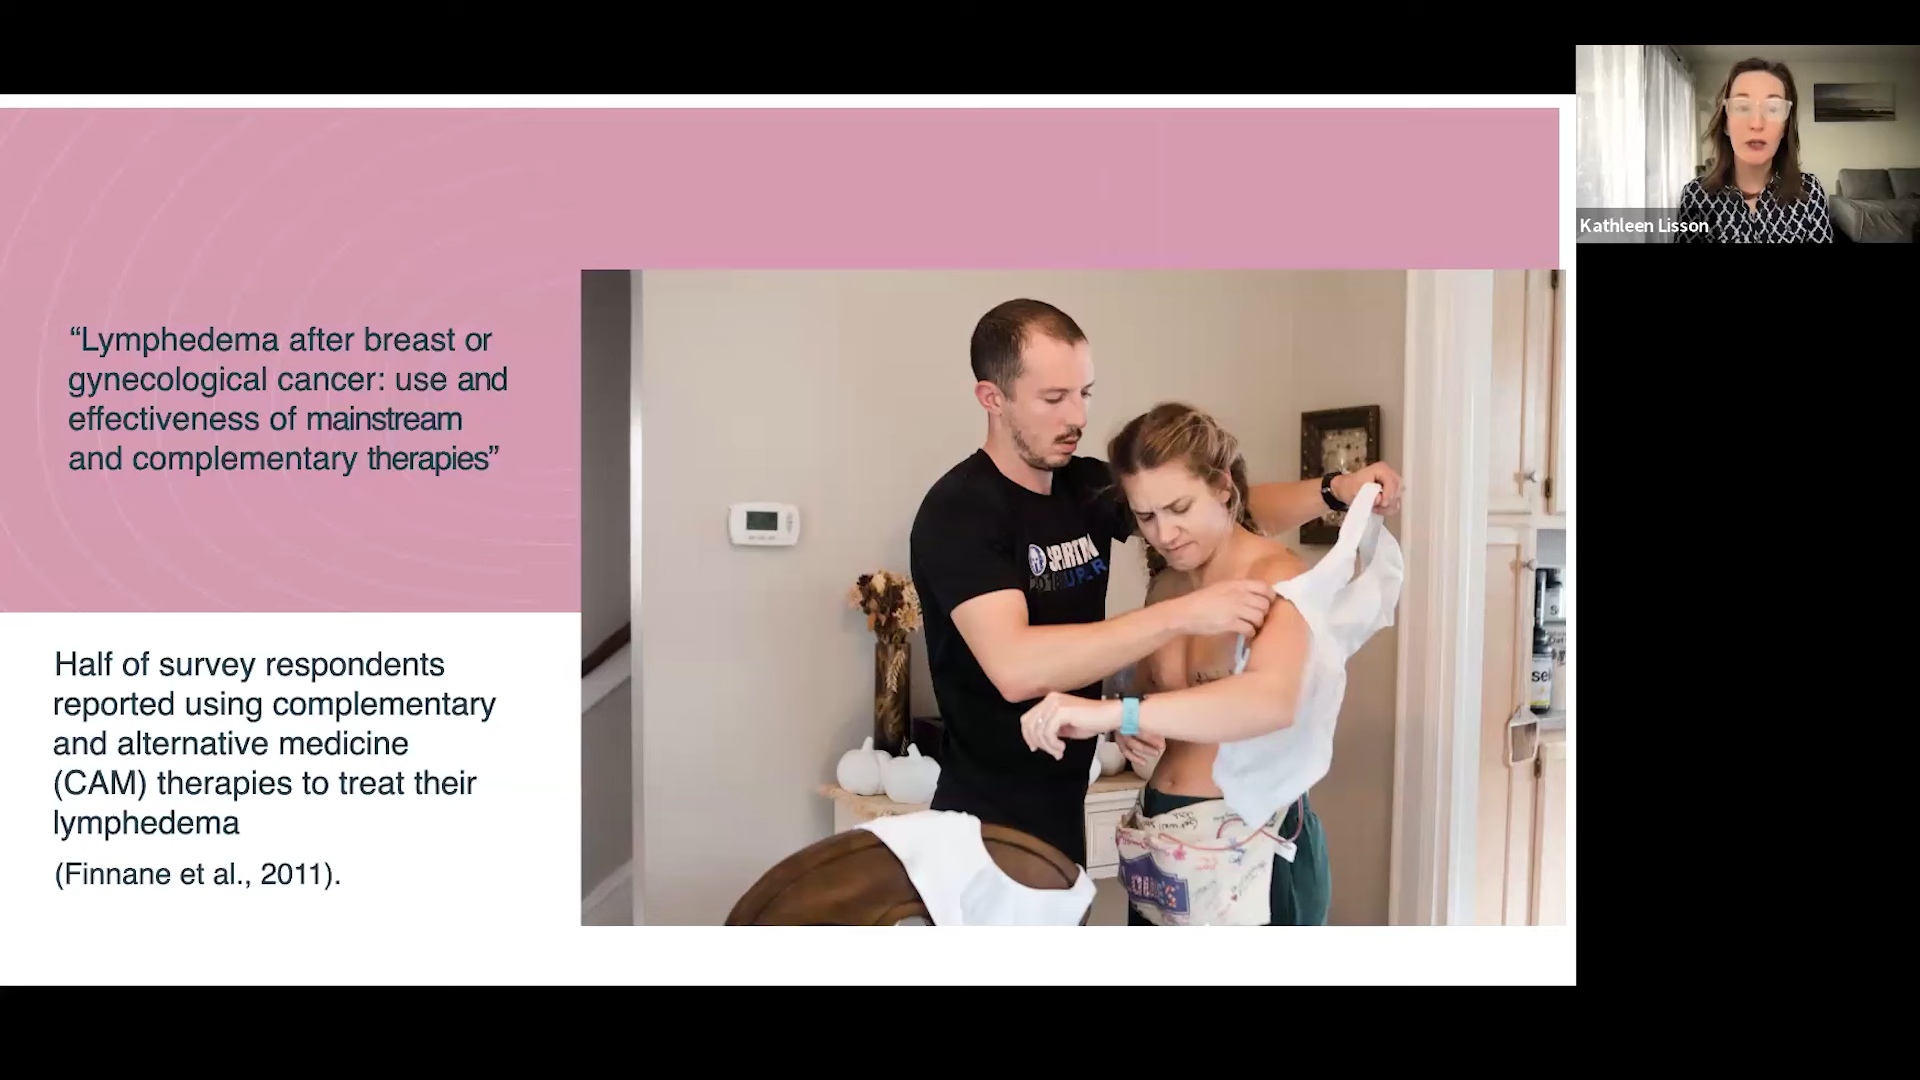 Kathleen Lisson
“Lymphedema after breast or
gynecological cancer: use and
effectiveness of mainstream
and complementary therapies”
Half of survey respondents
reported using complementary
and alternative medicine
(CAM) therapies to treat their
lymphedema
(Finnane et al., 2011).